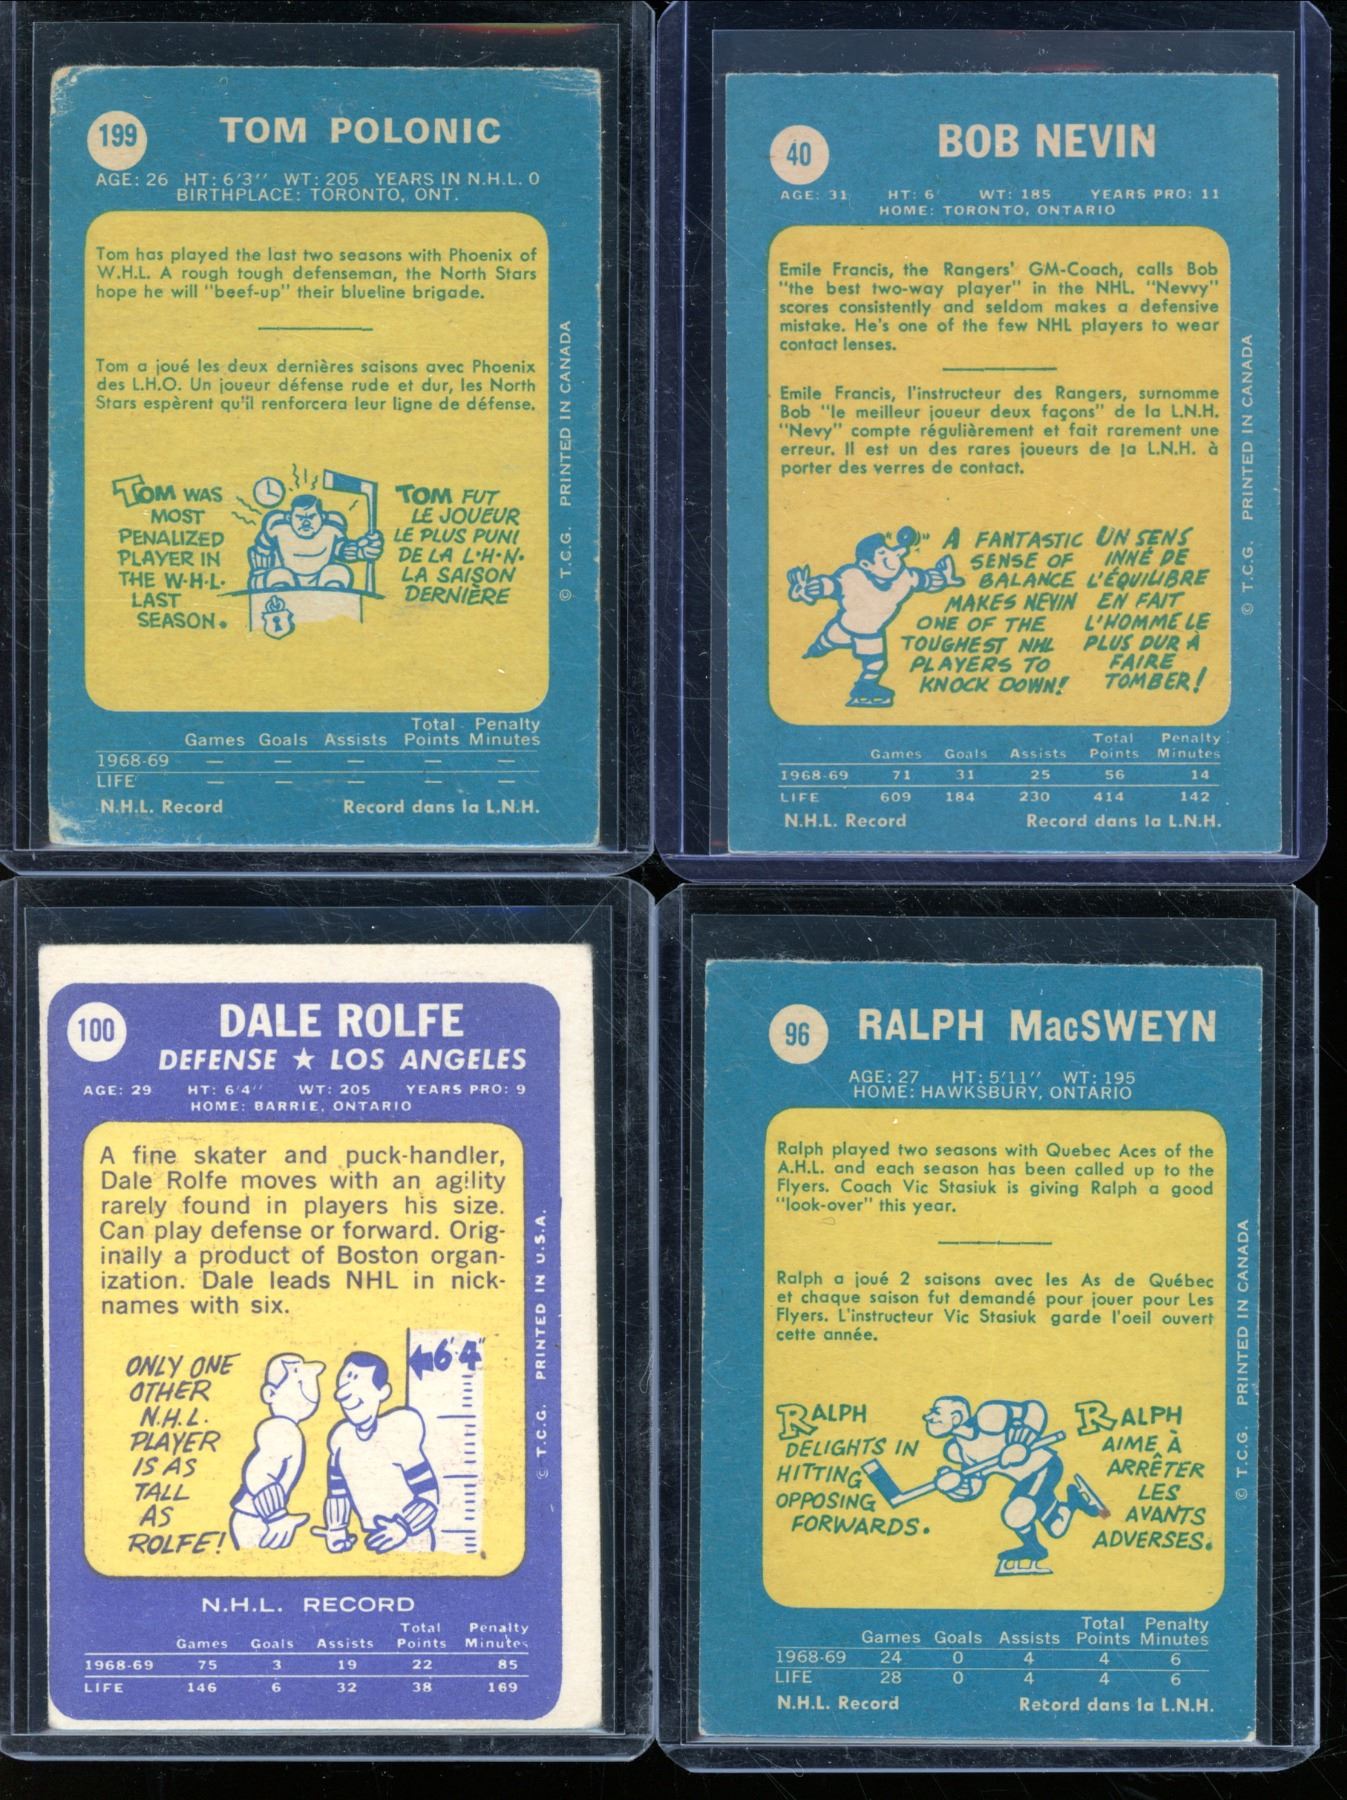 199
TOM POLONIC
AGE: 26 HT: 6'3'' WT: 205 YEARS IN N.H.L. 0
BIRTHPLACE: TORONTO, ONT.
Tom has played the last two seasons with Phoenix of
W.H.L. A rough tough defenseman, the North Stars
hope he will "beef-up" their blueline brigade.
Tom a joué les deux dernières saisons avec Phoenix
des L.H.O. Un joueur défense rude et dur, les North
Stars espèrent qu'il renforcera leur ligne de défense.
TOM WAS
MOST
PENALIZED
PLAYER IN
THE W·H·L·
LAST
SEASON.
TOM FUT
LE JOUEUR
LE PLUS PUNI
DE LA L·H·N·
LA SAISON
DERNIÈRE
© T.C.G. PRINTED IN CANADA
Games Goals Assists Total Points Penalty Minutes
1968-69 — — — — —
LIFE — — — — —
N.H.L. Record Record dans la L.N.H.
40
BOB NEVIN
AGE: 31 HT: 6' WT: 185 YEARS PRO: 11
HOME: TORONTO, ONTARIO
Emile Francis, the Rangers' GM-Coach, calls Bob
"the best two-way player" in the NHL. "Nevvy"
scores consistently and seldom makes a defensive
mistake. He's one of the few NHL players to wear
contact lenses.
Emile Francis, l'instructeur des Rangers, surnomme
Bob "le meilleur joueur deux façons" de la L.N.H.
"Nevy" compte régulièrement et fait rarement une
erreur. Il est un des rares joueurs de la L.N.H. à
porter des verres de contact.
A FANTASTIC
SENSE OF
BALANCE
MAKES NEVIN
ONE OF THE
TOUGHEST NHL
PLAYERS TO
KNOCK DOWN!
UN SENS
INNÉ DE
L'ÉQUILIBRE
EN FAIT
L'HOMME LE
PLUS DUR À
FAIRE
TOMBER!
© T.C.G. PRINTED IN CANADA
Games Goals Assists Total Points Penalty Minutes
1968-69 71 31 25 56 14
LIFE 609 184 230 414 142
N.H.L. Record Record dans la L.N.H.
100
DALE ROLFE
DEFENSE ★ LOS ANGELES
AGE: 29 HT: 6'4'' WT: 205 YEARS PRO: 9
HOME: BARRIE, ONTARIO
A fine skater and puck-handler,
Dale Rolfe moves with an agility
rarely found in players his size.
Can play defense or forward. Orig-
inally a product of Boston organ-
ization. Dale leads NHL in nick-
names with six.
ONLY ONE
OTHER
N.H.L.
PLAYER
IS AS
TALL
AS
ROLFE!
6'4"
© T.C.G. PRINTED IN U.S.A.
N.H.L. RECORD
Games Goals Assists Total Points Penalty Minutes
1968-69 75 3 19 22 85
LIFE 146 6 32 38 169
96
RALPH MacSWEYN
AGE: 27 HT: 5'11'' WT: 195
HOME: HAWKSBURY, ONTARIO
Ralph played two seasons with Quebec Aces of the
A.H.L. and each season has been called up to the
Flyers. Coach Vic Stasiuk is giving Ralph a good
"look-over" this year.
Ralph a joué 2 saisons avec les As de Québec
et chaque saison fut demandé pour jouer pour Les
Flyers. L'instructeur Vic Stasiuk garde l'oeil ouvert
cette année.
RALPH
DELIGHTS IN
HITTING
OPPOSING
FORWARDS.
RALPH
AIME À
ARRÊTER
LES
AVANTS
ADVERSES.
© T.C.G. PRINTED IN CANADA
Games Goals Assists Total Points Penalty Minutes
1968-69 24 0 4 4 6
LIFE 28 0 4 4 6
N.H.L. Record Record dans la L.N.H.